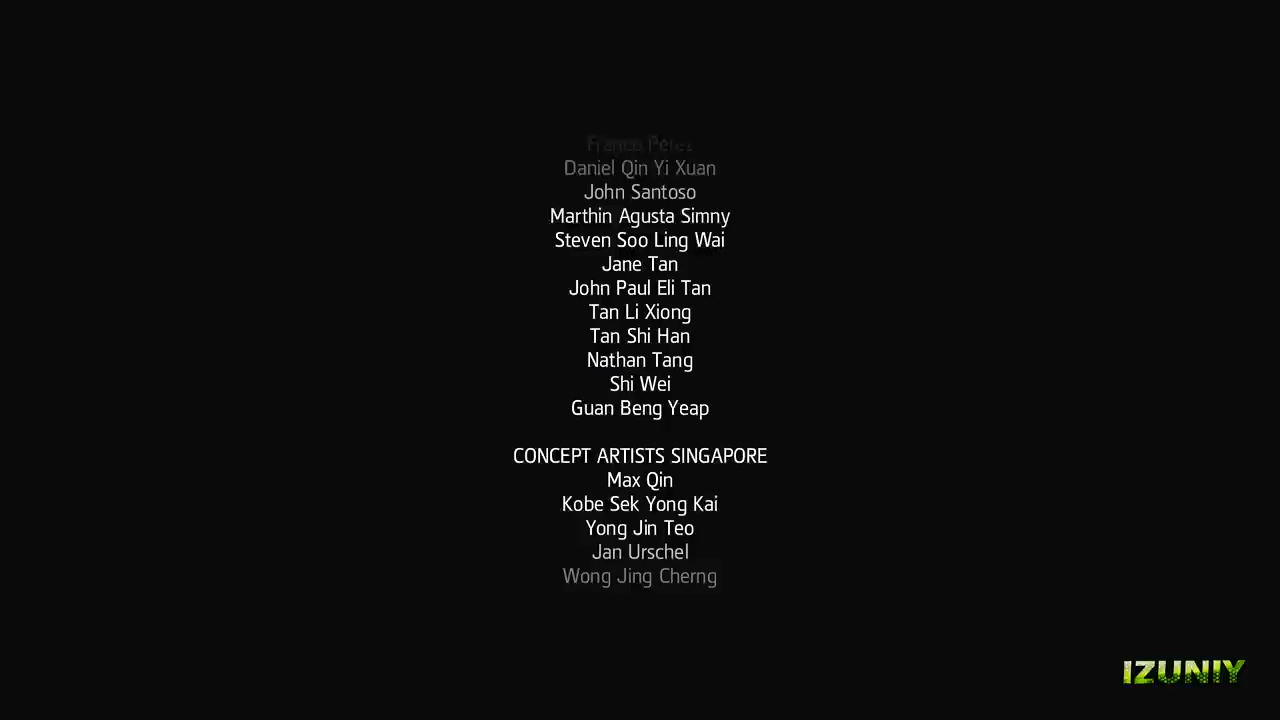 Franco Perez
Daniel Qin Yi Xuan
John Santoso
Marthin Agusta Simny
Steven Soo Ling Wai
Jane Tan
John Paul Eli Tan
Tan Li Xiong
Tan Shi Han
Nathan Tang
Shi Wei
Guan Beng Yeap
CONCEPT ARTISTS SINGAPORE
Max Qin
Kobe Sek Yong Kai
Yong Jin Teo
Jan Urschel
Wong Jing Cherng
IZUNIY